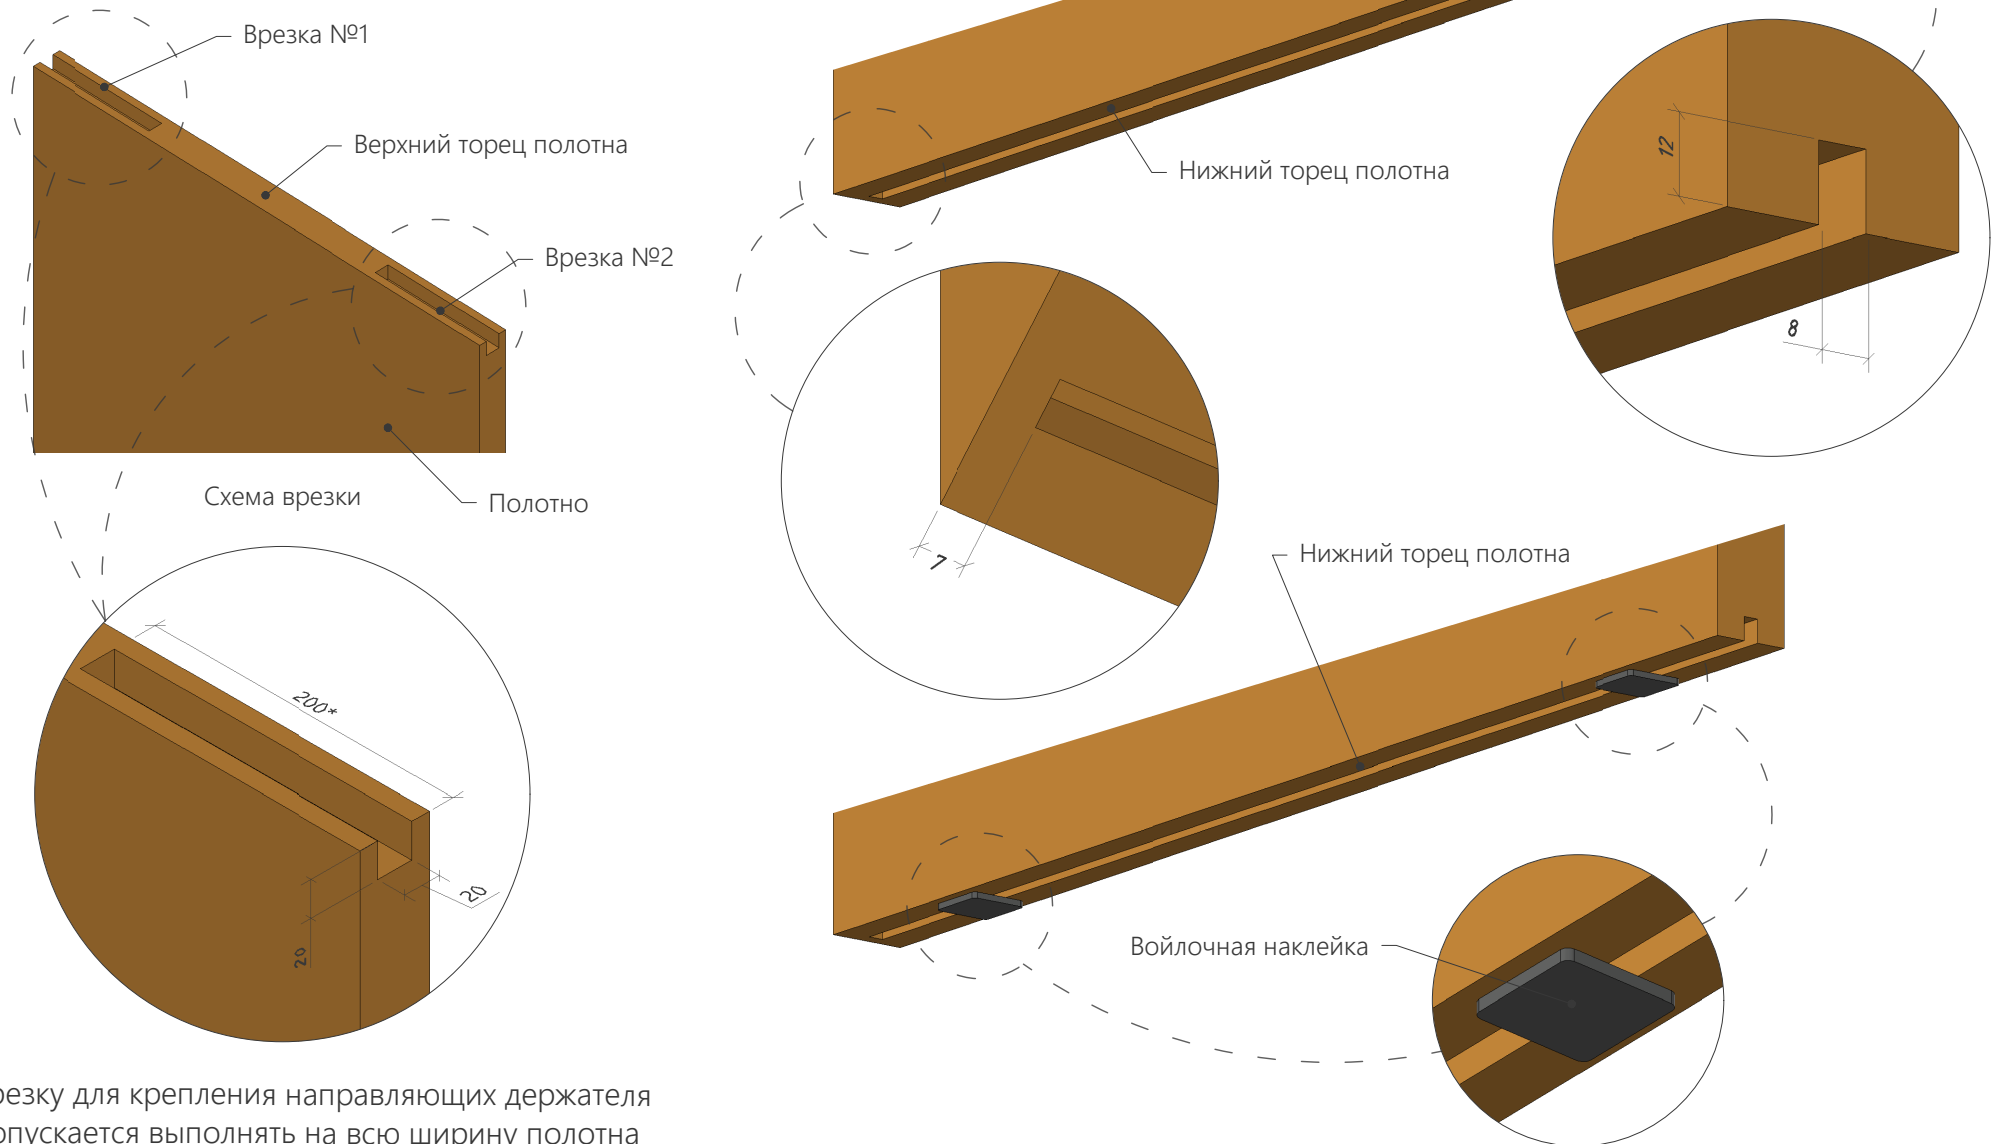 Врезка №1
Верхний торец полотна
Врезка №2
Схема врезки
Полотно
200*
20
20
резку для крепления направляющих держателя
опускается выполнять на всю ширину полотна
Нижний торец полотна
12
8
7
Нижний торец полотна
Войлочная наклейка